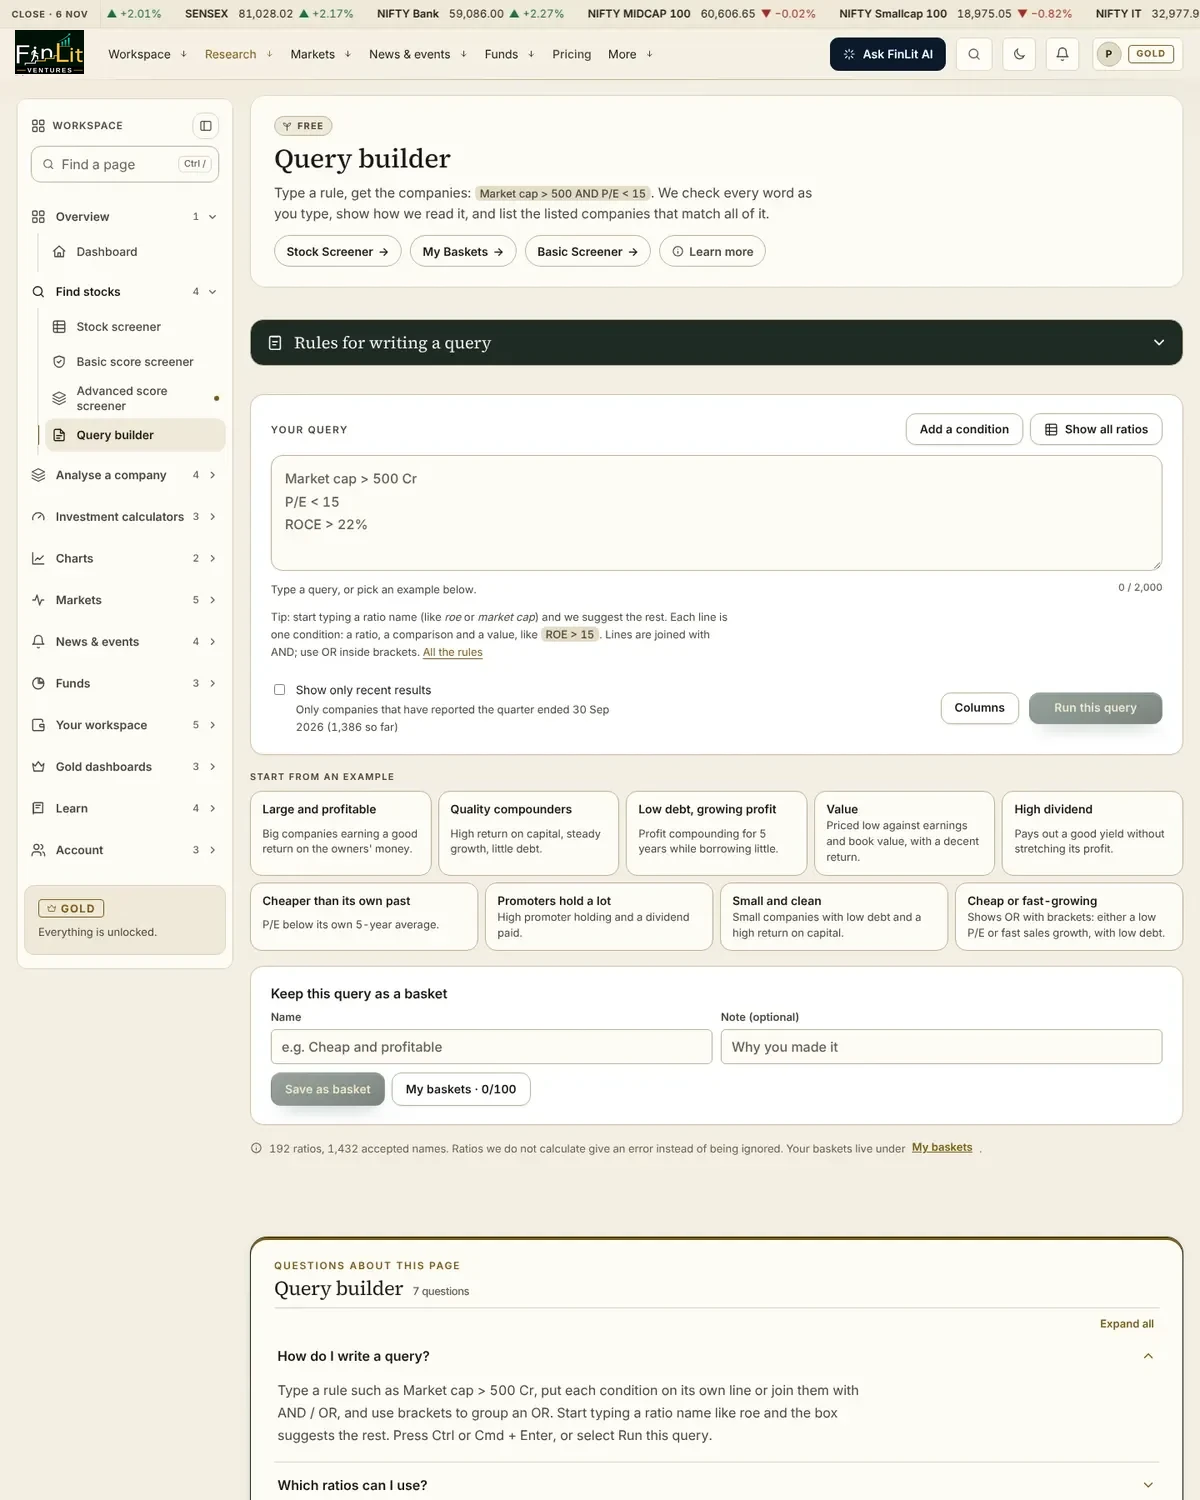 CLOSE · 6 NOV ▲ +2.01% SENSEX 81,028.02 ▲ +2.17% NIFTY Bank 59,086.00 ▲ +2.27% NIFTY MIDCAP 100 60,606.65 ▼ −0.02% NIFTY Smallcap 100 18,975.05 ▼ −0.82% NIFTY IT 32,977.9
FinLit
VENTURES
Workspace Research Markets News & events Funds Pricing More Ask FinLit AI P GOLD
WORKSPACE
Find a page Ctrl /
Overview 1
Dashboard
Find stocks 4
Stock screener
Basic score screener
Advanced score
screener
Query builder
Analyse a company 4
Investment calculators 3
Charts 2
Markets 5
News & events 4
Funds 3
Your workspace 5
Gold dashboards 3
Learn 4
Account 3
GOLD
Everything is unlocked.
FREE
Query builder
Type a rule, get the companies: Market cap > 500 AND P/E < 15. We check every word as
you type, show how we read it, and list the listed companies that match all of it.
Stock Screener → My Baskets → Basic Screener → Learn more
Rules for writing a query
YOUR QUERY
Add a condition Show all ratios
Market cap > 500 Cr
P/E < 15
ROCE > 22%
Type a query, or pick an example below. 0 / 2,000
Tip: start typing a ratio name (like roe or market cap) and we suggest the rest. Each line is
one condition: a ratio, a comparison and a value, like ROE > 15. Lines are joined with
AND; use OR inside brackets. All the rules
Show only recent results
Only companies that have reported the quarter ended 30 Sep
2026 (1,386 so far)
Columns Run this query
START FROM AN EXAMPLE
Large and profitable
Big companies earning a good
return on the owners' money.
Quality compounders
High return on capital, steady
growth, little debt.
Low debt, growing profit
Profit compounding for 5
years while borrowing little.
Value
Priced low against earnings
and book value, with a decent
return.
High dividend
Pays out a good yield without
stretching its profit.
Cheaper than its own past
P/E below its own 5-year average.
Promoters hold a lot
High promoter holding and a dividend
paid.
Small and clean
Small companies with low debt and a
high return on capital.
Cheap or fast-growing
Shows OR with brackets: either a low
P/E or fast sales growth, with low debt.
Keep this query as a basket
Name Note (optional)
e.g. Cheap and profitable Why you made it
Save as basket My baskets · 0/100
192 ratios, 1,432 accepted names. Ratios we do not calculate give an error instead of being ignored. Your baskets live under My baskets .
QUESTIONS ABOUT THIS PAGE
Query builder 7 questions
Expand all
How do I write a query?
Type a rule such as Market cap > 500 Cr, put each condition on its own line or join them with
AND / OR, and use brackets to group an OR. Start typing a ratio name like roe and the box
suggests the rest. Press Ctrl or Cmd + Enter, or select Run this query.
Which ratios can I use?